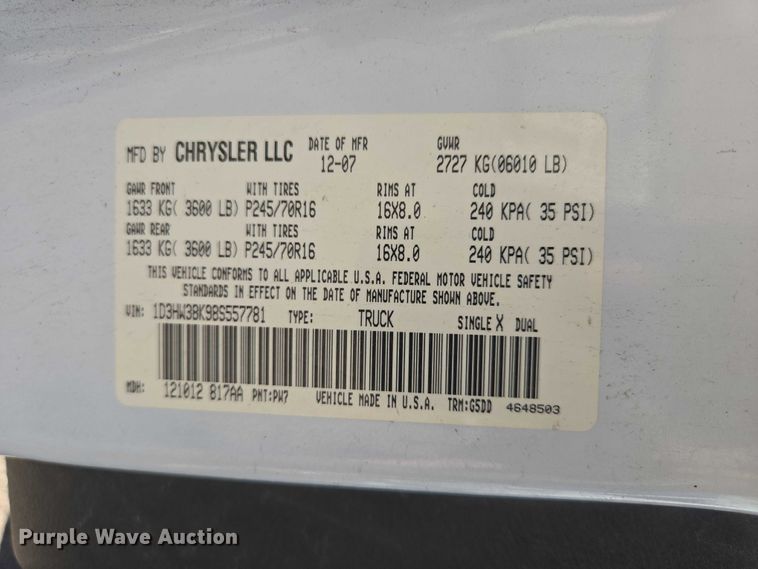 MFD BY CHRYSLER LLC DATE OF MFR 12-07 GVWR 2727 KG(06010 LB)
GAWR FRONT WITH TIRES RIMS AT COLD
1633 KG( 3600 LB) P245/70R16 16X8.0 240 KPA( 35 PSI)
GAWR REAR WITH TIRES RIMS AT COLD
1633 KG( 3600 LB) P245/70R16 16X8.0 240 KPA( 35 PSI)
THIS VEHICLE CONFORMS TO ALL APPLICABLE U.S.A. FEDERAL MOTOR VEHICLE SAFETY
STANDARDS IN EFFECT ON THE DATE OF MANUFACTURE SHOWN ABOVE.
VIN: 1D3HW38K98S557781 TYPE: TRUCK SINGLE X DUAL
MDH: 121012 817AA PNT:PW7 VEHICLE MADE IN U.S.A. TRM:G5DD 4648503
Purple Wave Auction